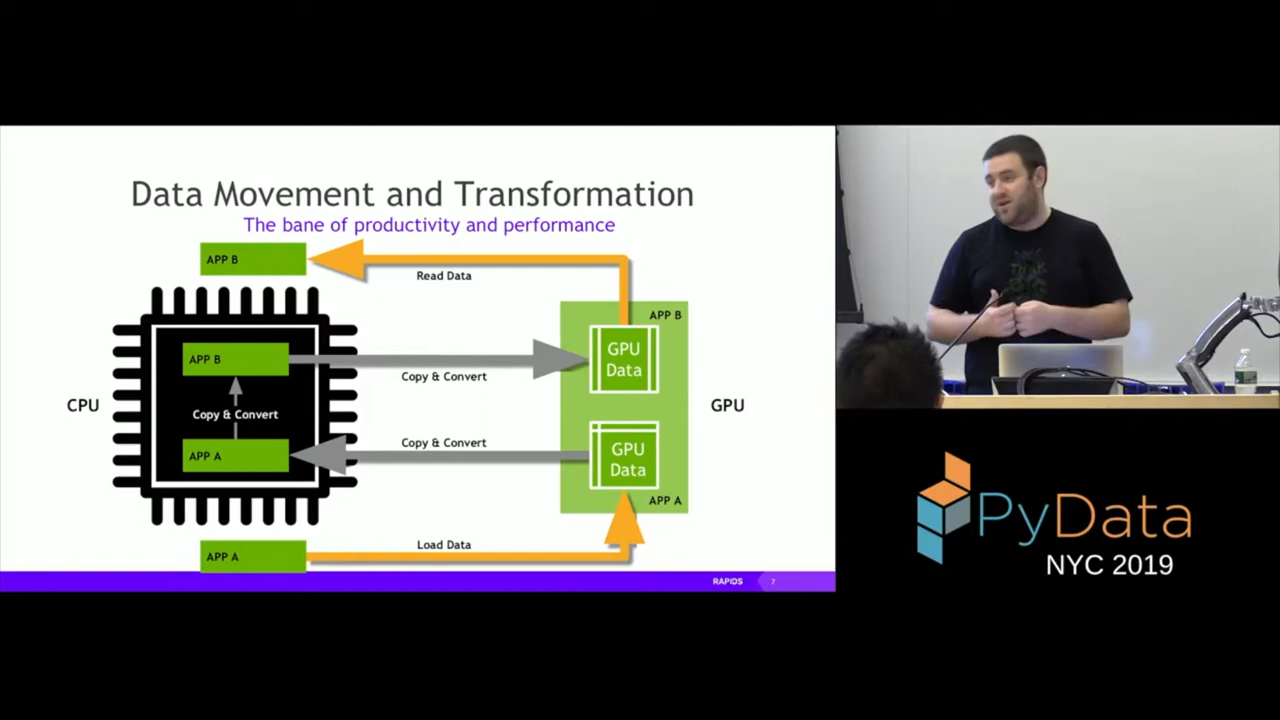 Data Movement and Transformation
The bane of productivity and performance
APP B
Read Data
APP B
GPU
Data
APP B
Copy & Convert
CPU
Copy & Convert
GPU
Copy & Convert
APP A
GPU
Data
APP A
Load Data
APP A
RAPIDS
7
PyData
NYC 2019